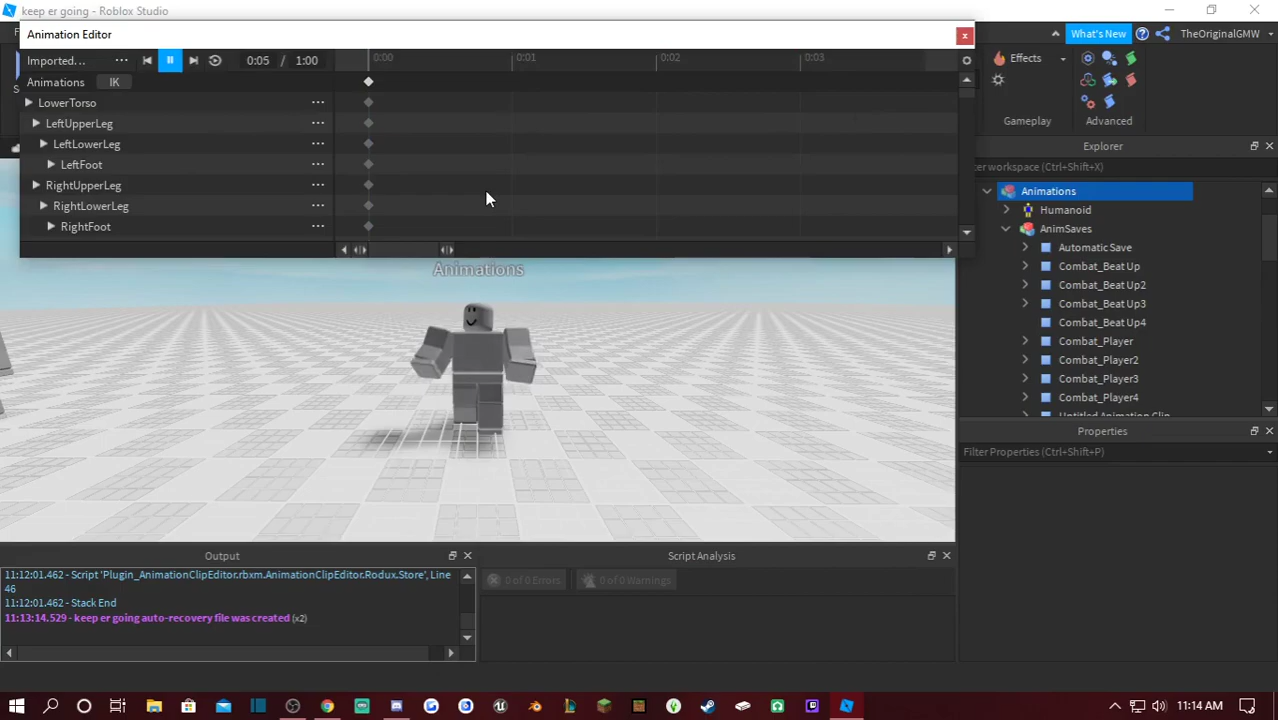 keep er going - Roblox Studio
Animation Editor
What's New
TheOriginalGMW
Imported...
0:05 / 1:00
0:00
0:01
0:02
0:03
Effects
Animations
IK
LowerTorso
LeftUpperLeg
LeftLowerLeg
LeftFoot
RightUpperLeg
RightLowerLeg
RightFoot
Gameplay
Advanced
Explorer
ter workspace (Ctrl+Shift+X)
Animations
Humanoid
AnimSaves
Automatic Save
Combat_Beat Up
Combat_Beat Up2
Combat_Beat Up3
Combat_Beat Up4
Combat_Player
Combat_Player2
Combat_Player3
Combat_Player4
Untitled Animation Clip
Animations
Properties
Filter Properties (Ctrl+Shift+P)
Output
11:12:01.462 - Script 'Plugin_AnimationClipEditor.rbxm.AnimationClipEditor.Rodux.Store', Line
46
11:12:01.462 - Stack End
11:13:14.529 - keep er going auto-recovery file was created (x2)
Script Analysis
0 of 0 Errors
0 of 0 Warnings
11:14 AM